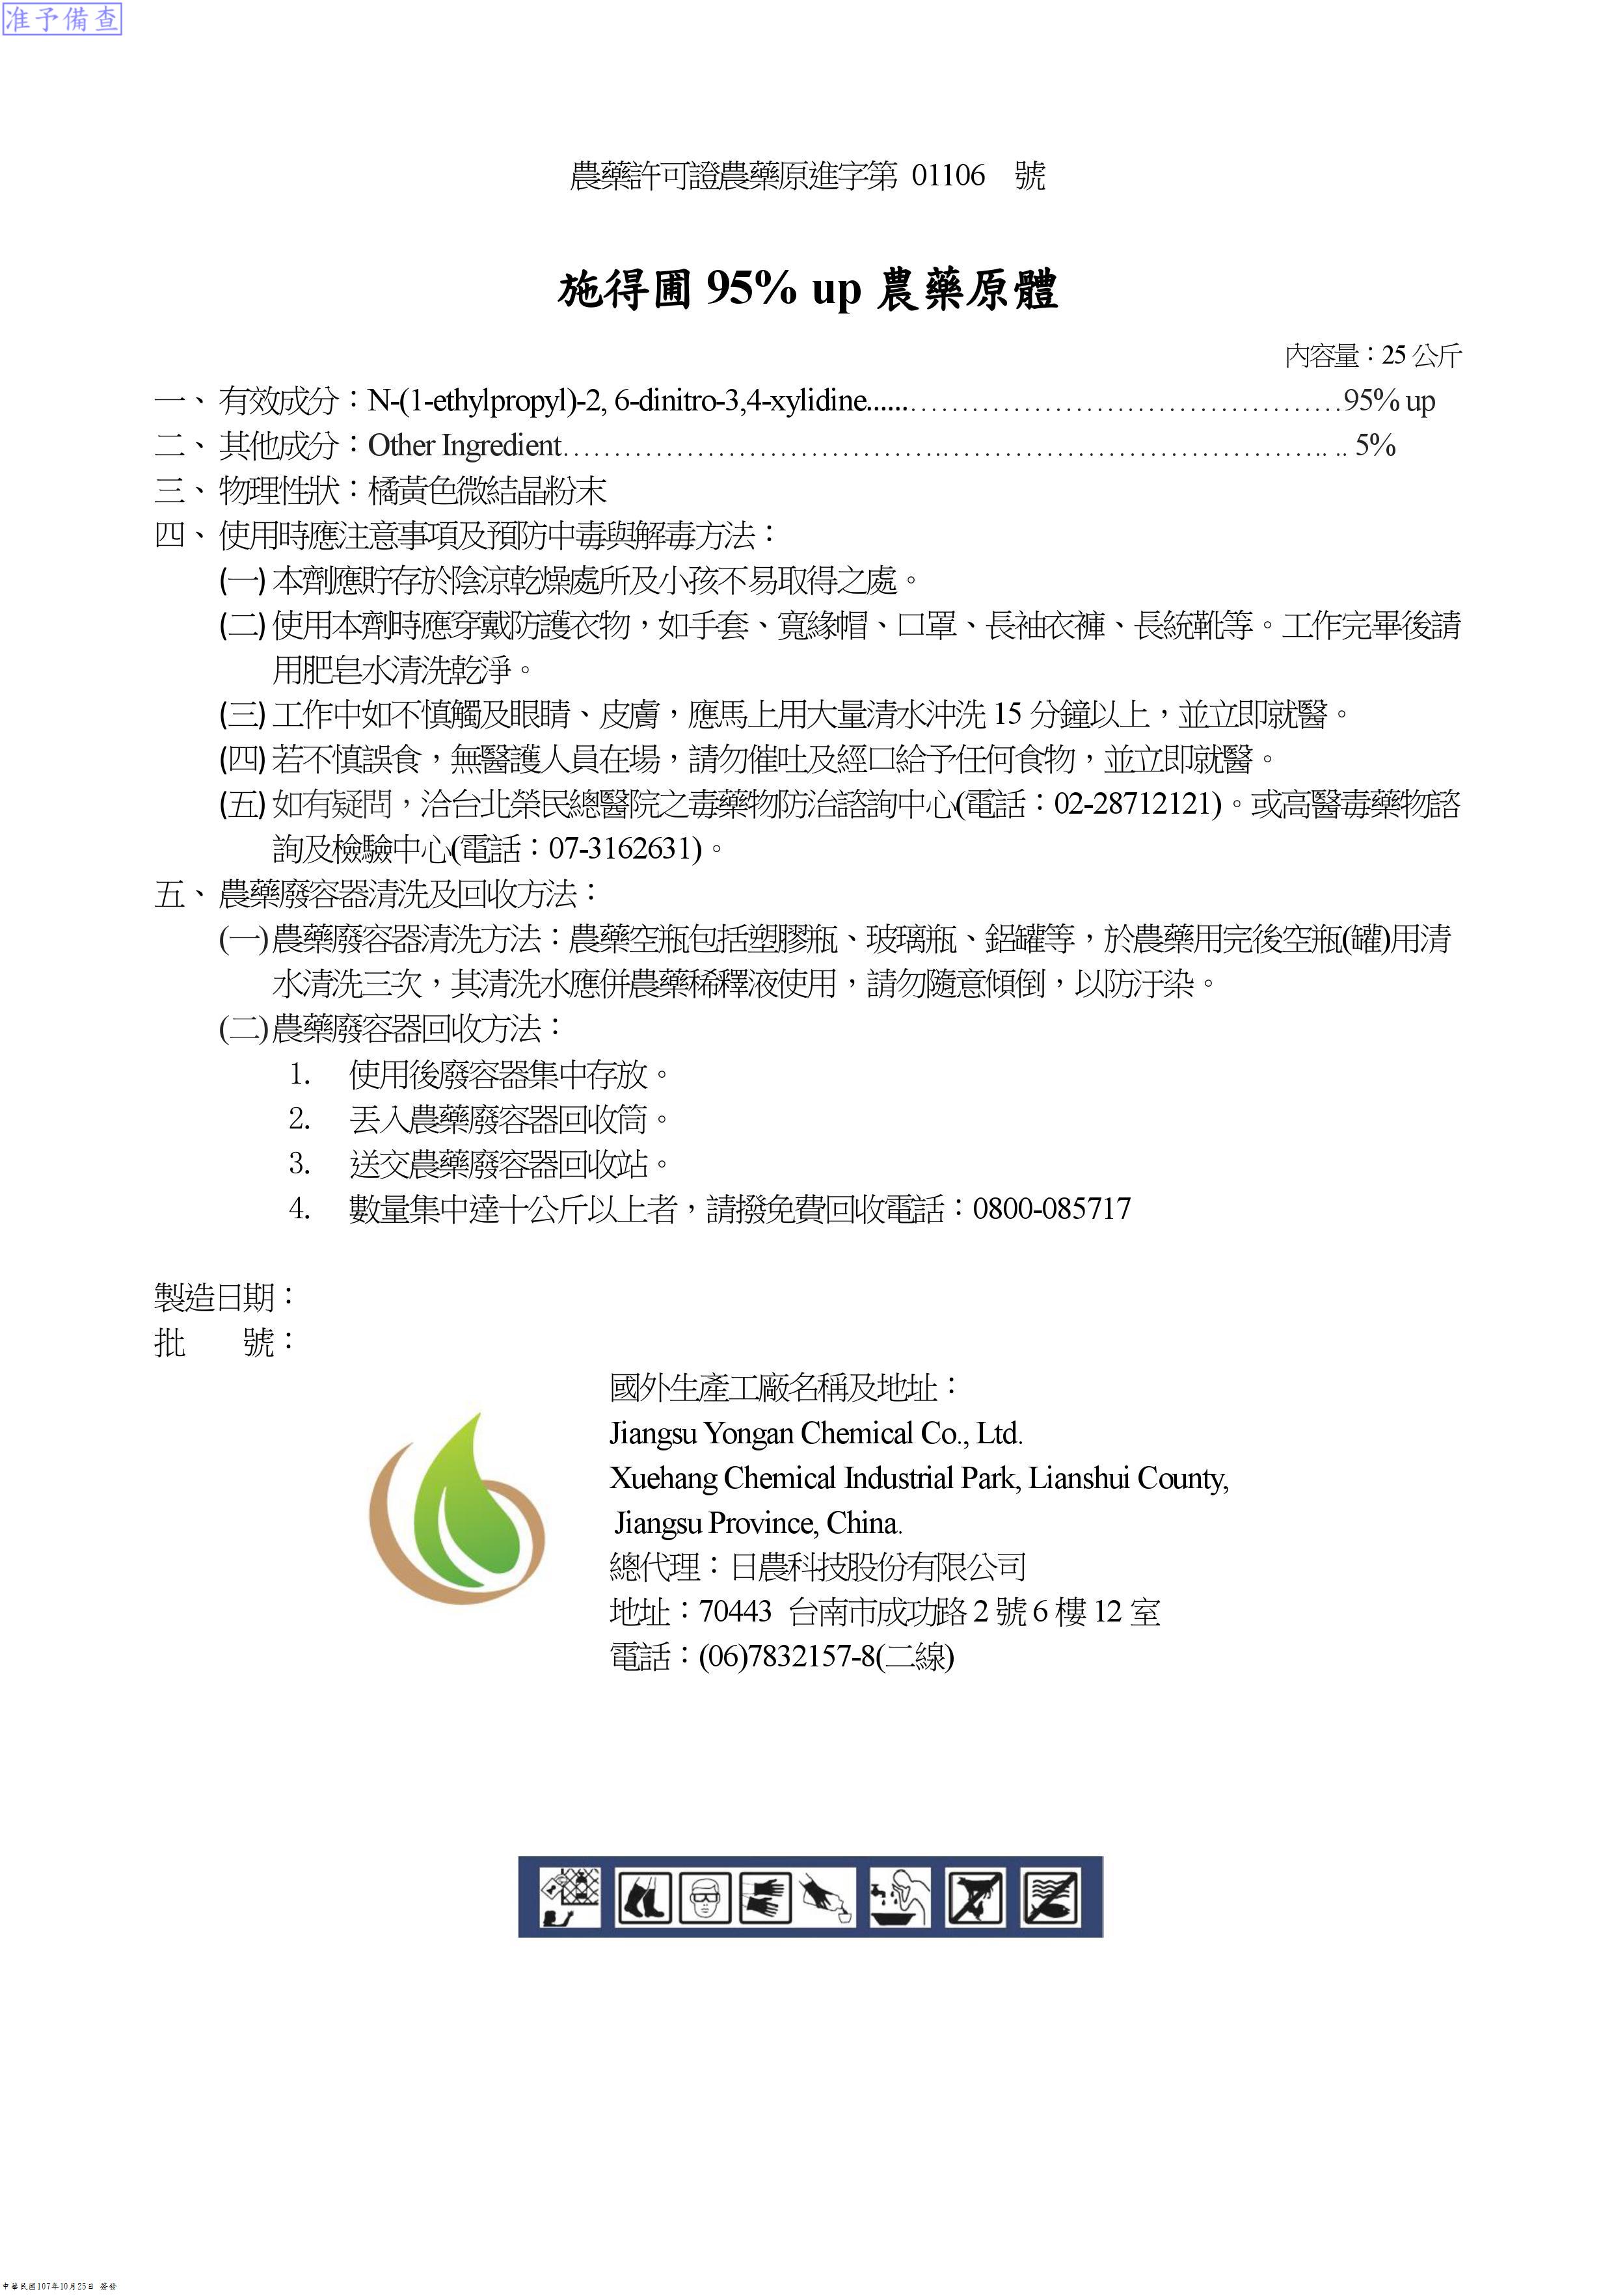 准予備查
農藥許可證農藥原進字第 01106 號
施得圃 95% up 農藥原體
內容量：25 公斤
一、 有效成分：N-(1-ethylpropyl)-2, 6-dinitro-3,4-xylidine......……………………………………95% up
二、 其他成分：Other Ingredient……………………………….……………………………….. .. 5%
三、 物理性狀：橘黃色微結晶粉末
四、 使用時應注意事項及預防中毒與解毒方法：
(一) 本劑應貯存於陰涼乾燥處所及小孩不易取得之處。
(二) 使用本劑時應穿戴防護衣物，如手套、寬緣帽、口罩、長袖衣褲、長統靴等。工作完畢後請
用肥皂水清洗乾淨。
(三) 工作中如不慎觸及眼睛、皮膚，應馬上用大量清水沖洗 15 分鐘以上，並立即就醫。
(四) 若不慎誤食，無醫護人員在場，請勿催吐及經口給予任何食物，並立即就醫。
(五) 如有疑問，洽台北榮民總醫院之毒藥物防治諮詢中心(電話：02-28712121)。或高醫毒藥物諮
詢及檢驗中心(電話：07-3162631)。
五、 農藥廢容器清洗及回收方法：
(一)農藥廢容器清洗方法：農藥空瓶包括塑膠瓶、玻璃瓶、鋁罐等，於農藥用完後空瓶(罐)用清
水清洗三次，其清洗水應併農藥稀釋液使用，請勿隨意傾倒，以防汙染。
(二)農藥廢容器回收方法：
1. 使用後廢容器集中存放。
2. 丟入農藥廢容器回收筒。
3. 送交農藥廢容器回收站。
4. 數量集中達十公斤以上者，請撥免費回收電話：0800-085717
製造日期：
批 號：
國外生產工廠名稱及地址：
Jiangsu Yongan Chemical Co., Ltd.
Xuehang Chemical Industrial Park, Lianshui County,
Jiangsu Province, China.
總代理：日農科技股份有限公司
地址：70443 台南市成功路 2 號 6 樓 12 室
電話：(06)7832157-8(二線)
中華民國107年10月25日 簽發